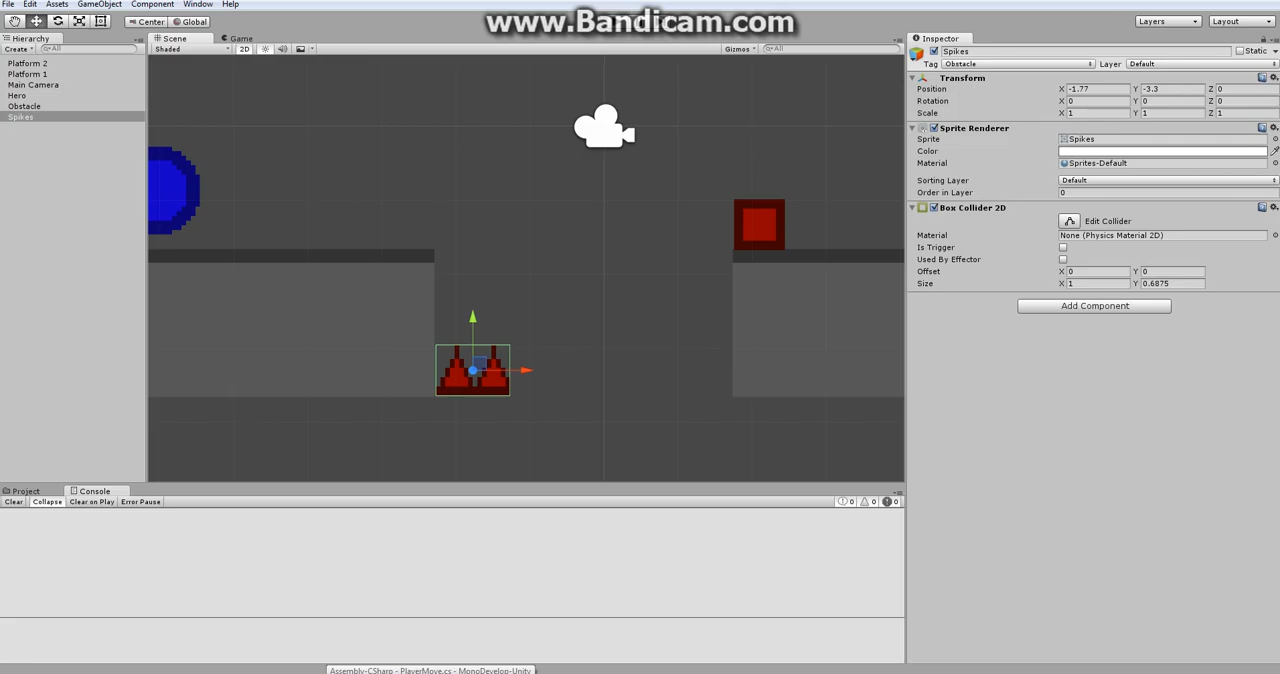 www.Bandicam.com
File Edit Assets GameObject Component Window Help
Center Global
Layers Layout
Hierarchy
Create All
Platform 2
Platform 1
Main Camera
Hero
Obstacle
Spikes
Scene Game
Shaded 2D Gizmos All
Inspector
Spikes Static
Tag Obstacle Layer Default
Transform
Position X -1.77 Y -3.3 Z 0
Rotation X 0 Y 0 Z 0
Scale X 1 Y 1 Z 1
Sprite Renderer
Sprite Spikes
Color
Material Sprites-Default
Sorting Layer Default
Order in Layer 0
Box Collider 2D
Edit Collider
Material None (Physics Material 2D)
Is Trigger
Used By Effector
Offset X 0 Y 0
Size X 1 Y 0.6875
Add Component
Project Console
Clear Collapse Clear on Play Error Pause 0 0 0
Assembly-CSharp - PlayerMove.cs - MonoDevelop-Unity